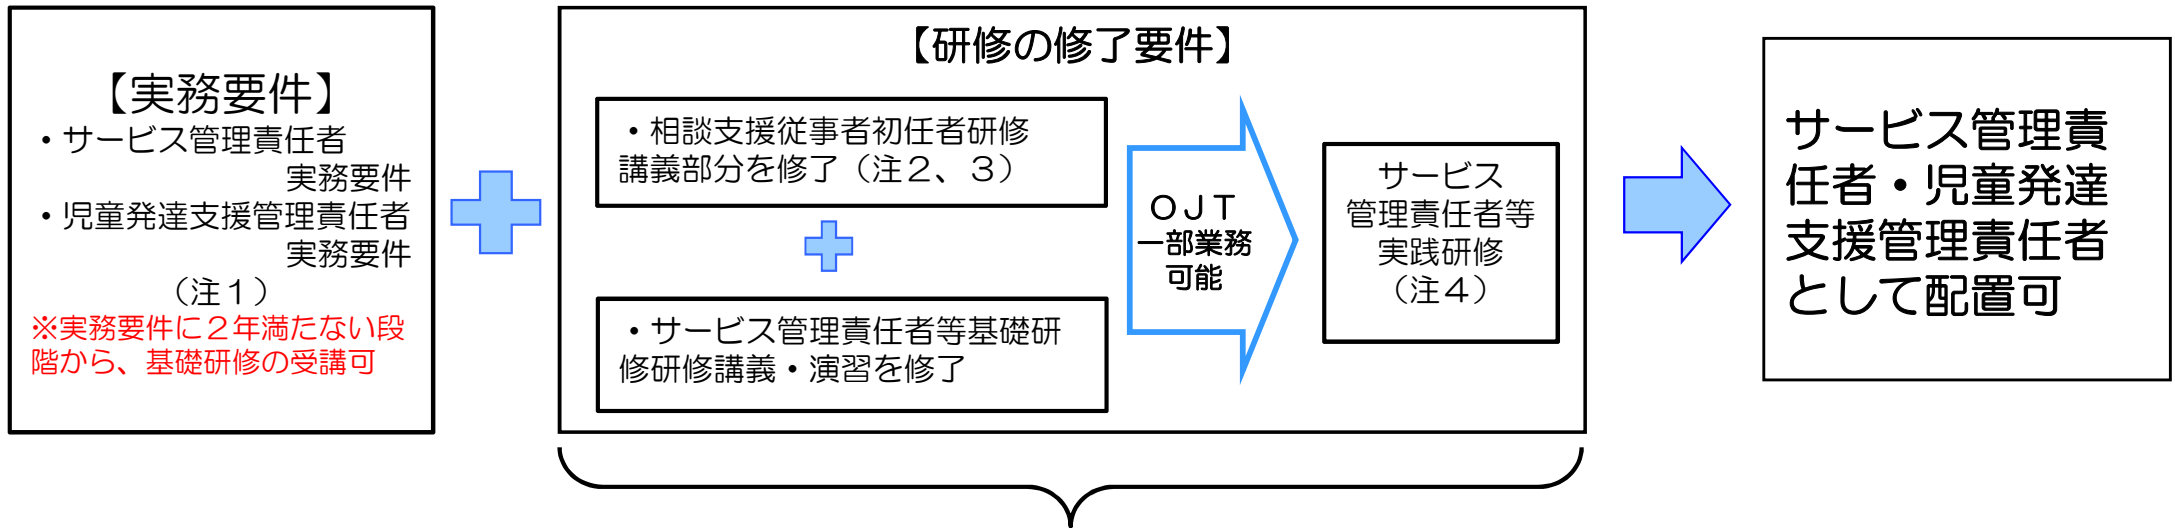 【実務要件】
・サービス管理責任者
実務要件
・児童発達支援管理責任者
実務要件
（注１）
※実務要件に２年満たない段
階から、基礎研修の受講可
【研修の修了要件】
・相談支援従事者初任者研修
講義部分を修了（注２、３）
・サービス管理責任者等基礎研
修研修講義・演習を修了
ＯＪＴ
一部業務
可能
サービス
管理責任者等
実践研修
（注４）
サービス管理責
任者・児童発達
支援管理責任者
として配置可